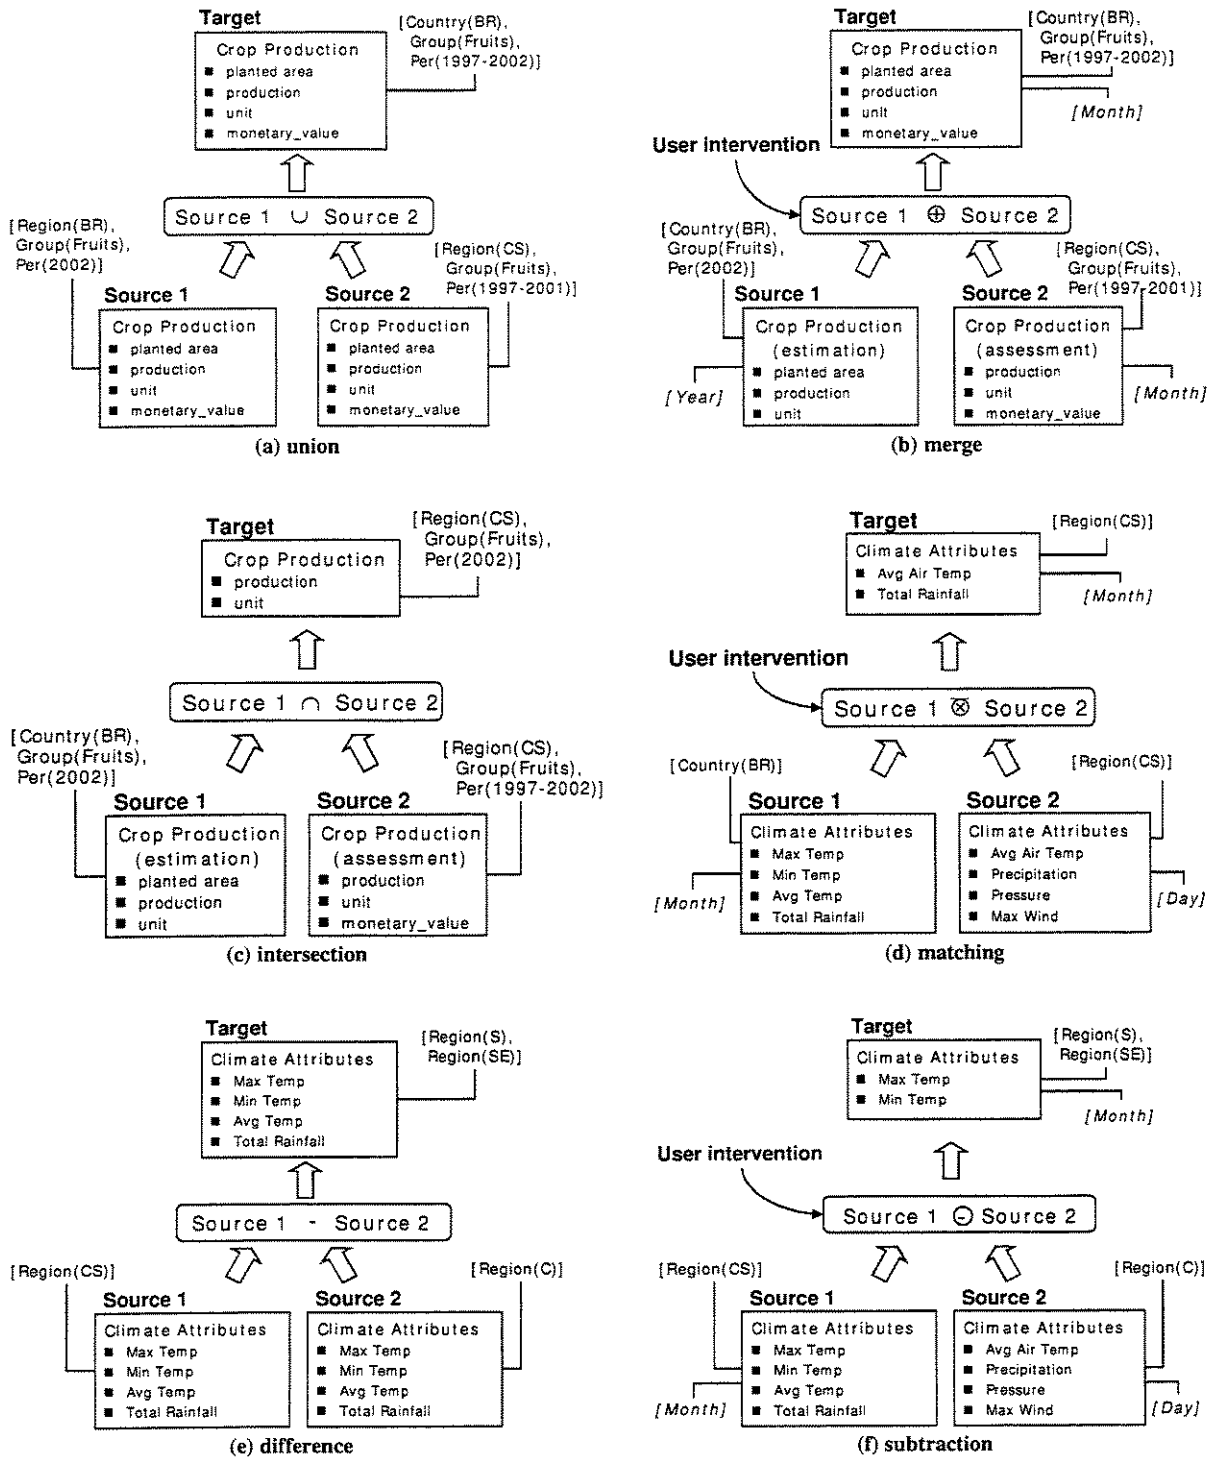 Target
[Country(BR),
Group(Fruits),
Per(1997-2002)]
Crop Production
■ planted area
■ production
■ unit
■ monetary_value
Source 1 ∪ Source 2
[Region(BR),
Group(Fruits),
Per(2002)]
[Region(CS),
Group(Fruits),
Per(1997-2001)]
Source 1
Crop Production
■ planted area
■ production
■ unit
■ monetary_value
Source 2
Crop Production
■ planted area
■ production
■ unit
■ monetary_value
(a) union
Target
[Country(BR),
Group(Fruits),
Per(1997-2002)]
[Month]
Crop Production
■ planted area
■ production
■ unit
■ monetary_value
User intervention
Source 1 ⊕ Source 2
[Country(BR),
Group(Fruits),
Per(2002)]
[Region(CS),
Group(Fruits),
Per(1997-2001)]
Source 1
Crop Production
(estimation)
■ planted area
■ production
■ unit
[Year]
Source 2
Crop Production
(assessment)
■ production
■ unit
■ monetary_value
[Month]
(b) merge
Target
[Region(CS),
Group(Fruits),
Per(2002)]
Crop Production
■ production
■ unit
Source 1 ∩ Source 2
[Country(BR),
Group(Fruits),
Per(2002)]
[Region(CS),
Group(Fruits),
Per(1997-2002)]
Source 1
Crop Production
(estimation)
■ planted area
■ production
■ unit
Source 2
Crop Production
(assessment)
■ production
■ unit
■ monetary_value
(c) intersection
Target
[Region(CS)]
[Month]
Climate Attributes
■ Avg Air Temp
■ Total Rainfall
User intervention
Source 1 ⊗ Source 2
[Country(BR)]
[Region(CS)]
Source 1
Climate Attributes
■ Max Temp
■ Min Temp
■ Avg Temp
■ Total Rainfall
[Month]
Source 2
Climate Attributes
■ Avg Air Temp
■ Precipitation
■ Pressure
■ Max Wind
[Day]
(d) matching
Target
[Region(S),
Region(SE)]
Climate Attributes
■ Max Temp
■ Min Temp
■ Avg Temp
■ Total Rainfall
Source 1 - Source 2
[Region(CS)]
[Region(C)]
Source 1
Climate Attributes
■ Max Temp
■ Min Temp
■ Avg Temp
■ Total Rainfall
Source 2
Climate Attributes
■ Max Temp
■ Min Temp
■ Avg Temp
■ Total Rainfall
(e) difference
Target
[Region(S),
Region(SE)]
[Month]
Climate Attributes
■ Max Temp
■ Min Temp
User intervention
Source 1 ⊖ Source 2
[Region(CS)]
[Region(C)]
Source 1
Climate Attributes
■ Max Temp
■ Min Temp
■ Avg Temp
■ Total Rainfall
[Month]
Source 2
Climate Attributes
■ Avg Air Temp
■ Precipitation
■ Pressure
■ Max Wind
[Day]
(f) subtraction